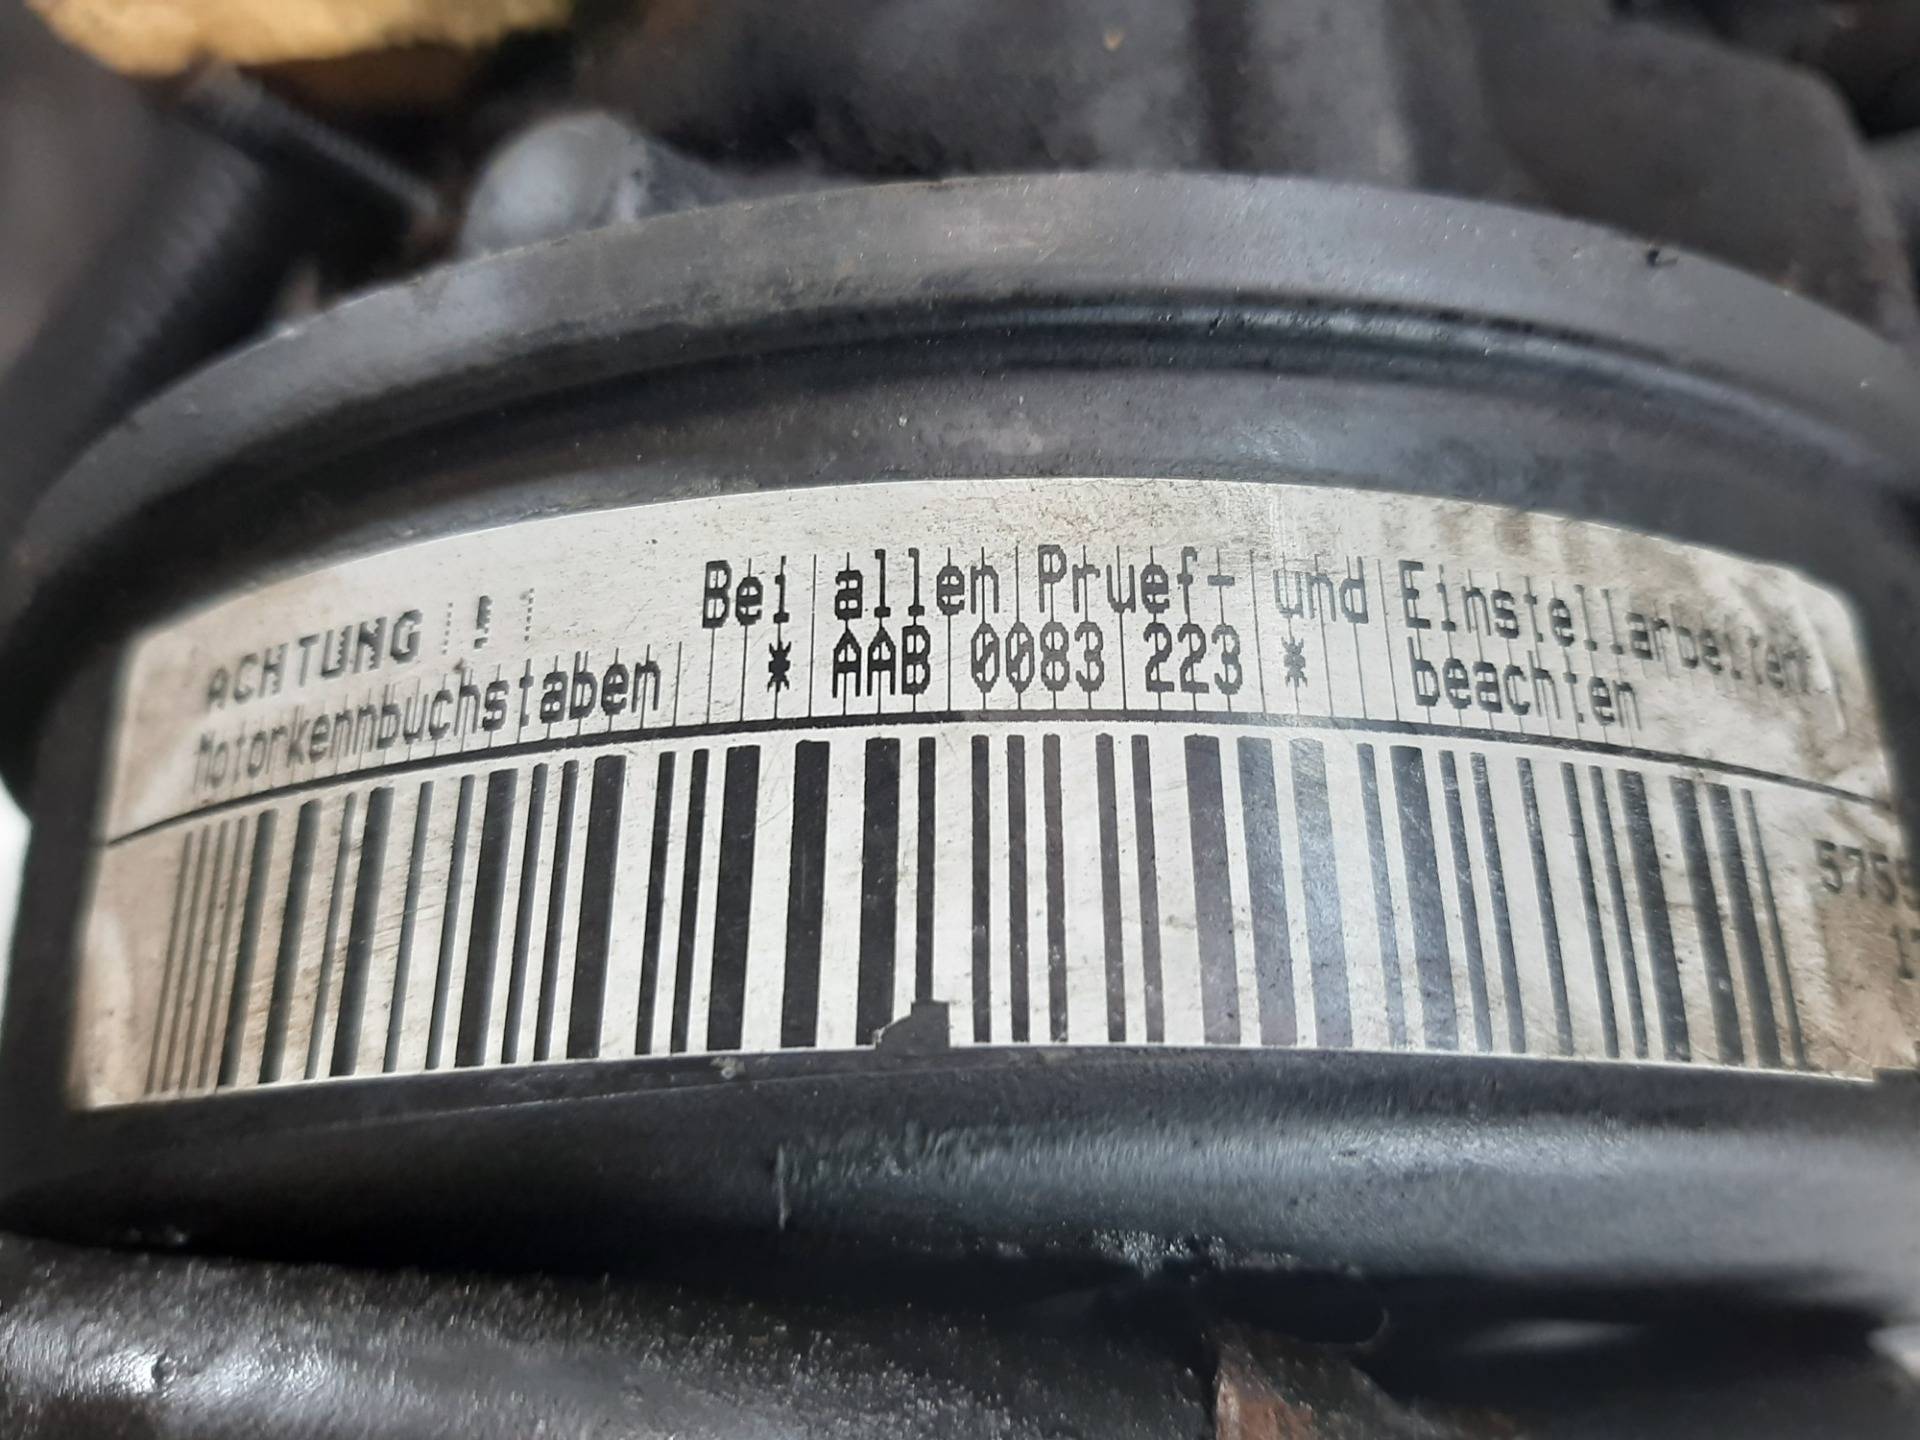 ACHTUNG !!! Bei allen Pruef- und Einstellarbeiten
Motorkennbuchstaben * AAB 0083 223 * beachten